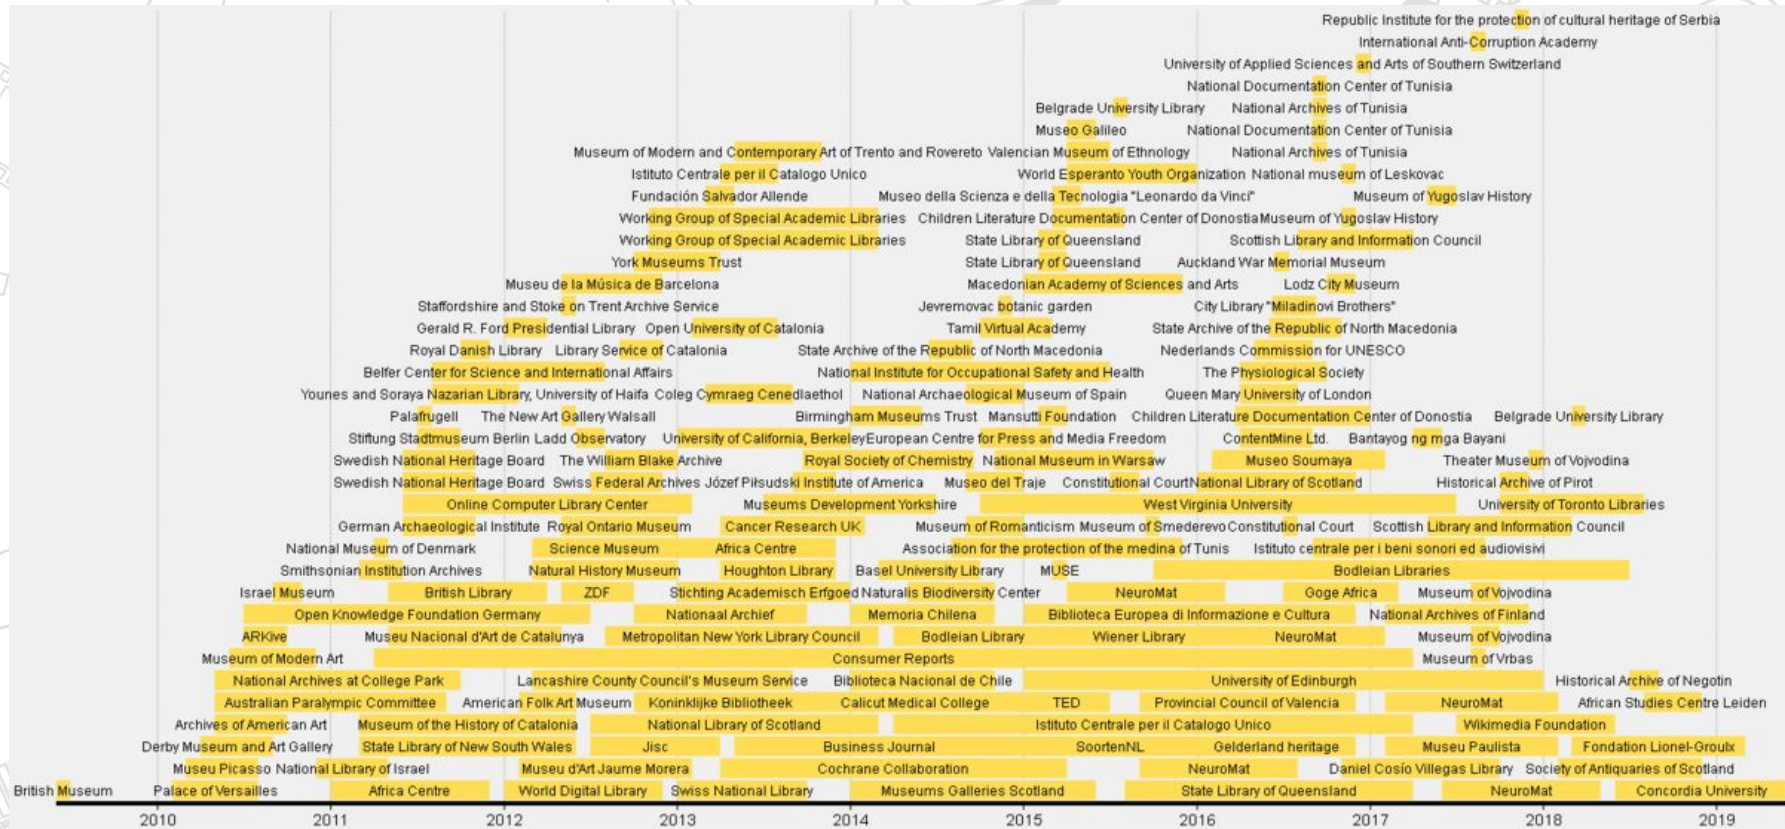 Republic Institute for the protection of cultural heritage of Serbia
International Anti-Corruption Academy
University of Applied Sciences and Arts of Southern Switzerland
National Documentation Center of Tunisia
Belgrade University Library National Archives of Tunisia
Museo Galileo National Documentation Center of Tunisia
Museum of Modern and Contemporary Art of Trento and Rovereto Valencian Museum of Ethnology National Archives of Tunisia
Istituto Centrale per il Catalogo Unico World Esperanto Youth Organization National museum of Leskovac
Fundación Salvador Allende Museo della Scienza e della Tecnologia "Leonardo da Vinci" Museum of Yugoslav History
Working Group of Special Academic Libraries Children Literature Documentation Center of Donostia Museum of Yugoslav History
Working Group of Special Academic Libraries State Library of Queensland Scottish Library and Information Council
York Museums Trust State Library of Queensland Auckland War Memorial Museum
Museu de la Música de Barcelona Macedonian Academy of Sciences and Arts Lodz City Museum
Staffordshire and Stoke on Trent Archive Service Jevremovac botanic garden City Library "Miladinovi Brothers"
Gerald R. Ford Presidential Library Open University of Catalonia Tamil Virtual Academy State Archive of the Republic of North Macedonia
Royal Danish Library Library Service of Catalonia State Archive of the Republic of North Macedonia Nederlands Commission for UNESCO
Belfer Center for Science and International Affairs National Institute for Occupational Safety and Health The Physiological Society
Younes and Soraya Nazarian Library, University of Haifa Coleg Cymraeg Cenedlaethol National Archaeological Museum of Spain Queen Mary University of London
Palafrugell The New Art Gallery Walsall Birmingham Museums Trust Mansutti Foundation Children Literature Documentation Center of Donostia Belgrade University Library
Stiftung Stadtmuseum Berlin Ladd Observatory University of California, Berkeley European Centre for Press and Media Freedom ContentMine Ltd. Bantayog ng mga Bayani
Swedish National Heritage Board The William Blake Archive Royal Society of Chemistry National Museum in Warsaw Museo Soumaya Theater Museum of Vojvodina
Swedish National Heritage Board Swiss Federal Archives Józef Piłsudski Institute of America Museo del Traje Constitutional Court National Library of Scotland Historical Archive of Pirot
Online Computer Library Center Museums Development Yorkshire West Virginia University University of Toronto Libraries
German Archaeological Institute Royal Ontario Museum Cancer Research UK Museum of Romanticism Museum of Smederevo Constitutional Court Scottish Library and Information Council
National Museum of Denmark Science Museum Africa Centre Association for the protection of the medina of Tunis Istituto centrale per i beni sonori ed audiovisivi
Smithsonian Institution Archives Natural History Museum Houghton Library Basel University Library MUSE Bodleian Libraries
Israel Museum British Library ZDF Stichting Academisch Erfgoed Naturalis Biodiversity Center NeuroMat Goge Africa Museum of Vojvodina
Open Knowledge Foundation Germany Nationaal Archief Memoria Chilena Biblioteca Europea di Informazione e Cultura National Archives of Finland
ARKive Museu Nacional d'Art de Catalunya Metropolitan New York Library Council Bodleian Library Wiener Library NeuroMat Museum of Vojvodina
Museum of Modern Art Consumer Reports Museum of Vrbas
National Archives at College Park Lancashire County Council's Museum Service Biblioteca Nacional de Chile University of Edinburgh Historical Archive of Negotin
Australian Paralympic Committee American Folk Art Museum Koninklijke Bibliotheek Calicut Medical College TED Provincial Council of Valencia NeuroMat African Studies Centre Leiden
Archives of American Art Museum of the History of Catalonia National Library of Scotland Istituto Centrale per il Catalogo Unico Wikimedia Foundation
Derby Museum and Art Gallery State Library of New South Wales Jisc Business Journal SoortenNL Gelderland heritage Museu Paulista Fondation Lionel-Groulx
Museu Picasso National Library of Israel Museu d'Art Jaume Morera Cochrane Collaboration NeuroMat Daniel Cosío Villegas Library Society of Antiquaries of Scotland
British Museum Palace of Versailles Africa Centre World Digital Library Swiss National Library Museums Galleries Scotland State Library of Queensland NeuroMat Concordia University
2010 2011 2012 2013 2014 2015 2016 2017 2018 2019